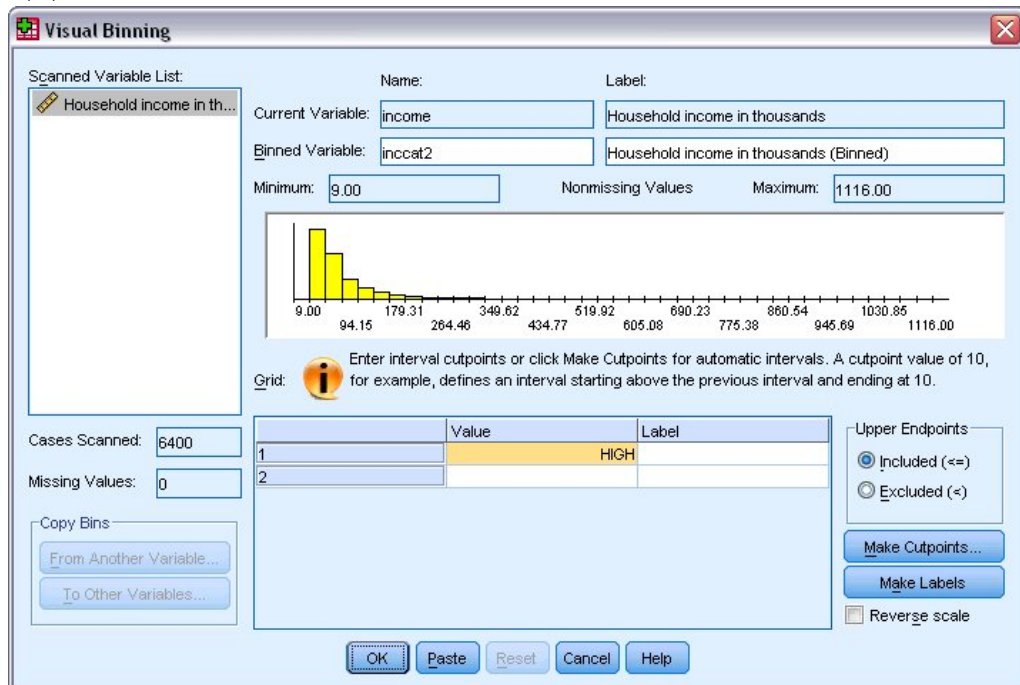 Visual Binning
Scanned Variable List:
Household income in th...
Name:
Label:
Current Variable:
income
Household income in thousands
Binned Variable:
inccat2
Household income in thousands (Binned)
Minimum:
9.00
Nonmissing Values
Maximum:
1116.00
9.00 179.31 349.62 519.92 690.23 860.54 1030.85
94.15 264.46 434.77 605.08 775.38 945.69 1116.00
Grid:
Enter interval cutpoints or click Make Cutpoints for automatic intervals. A cutpoint value of 10,
for example, defines an interval starting above the previous interval and ending at 10.
Cases Scanned:
6400
Missing Values:
0
Copy Bins
From Another Variable...
To Other Variables...
Value
Label
1
HIGH
2
Upper Endpoints
Included (<=)
Excluded (<)
Make Cutpoints...
Make Labels
Reverse scale
OK
Paste
Reset
Cancel
Help